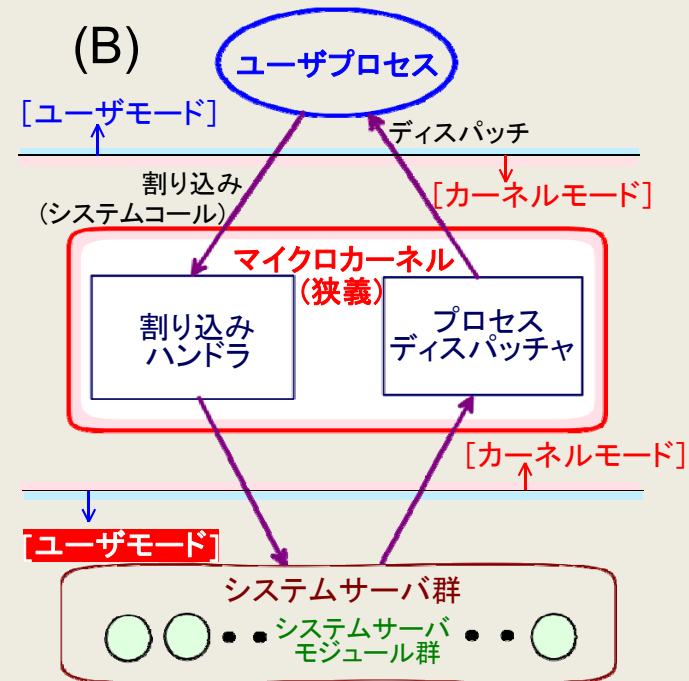 (B)
ユーザプロセス
[ユーザモード]
ディスパッチ
割り込み
(システムコール)
[カーネルモード]
マイクロカーネル
(狭義)
割り込み
ハンドラ
プロセス
ディスパッチャ
[カーネルモード]
[ユーザモード]
システムサーバ群
システムサーバ
モジュール群